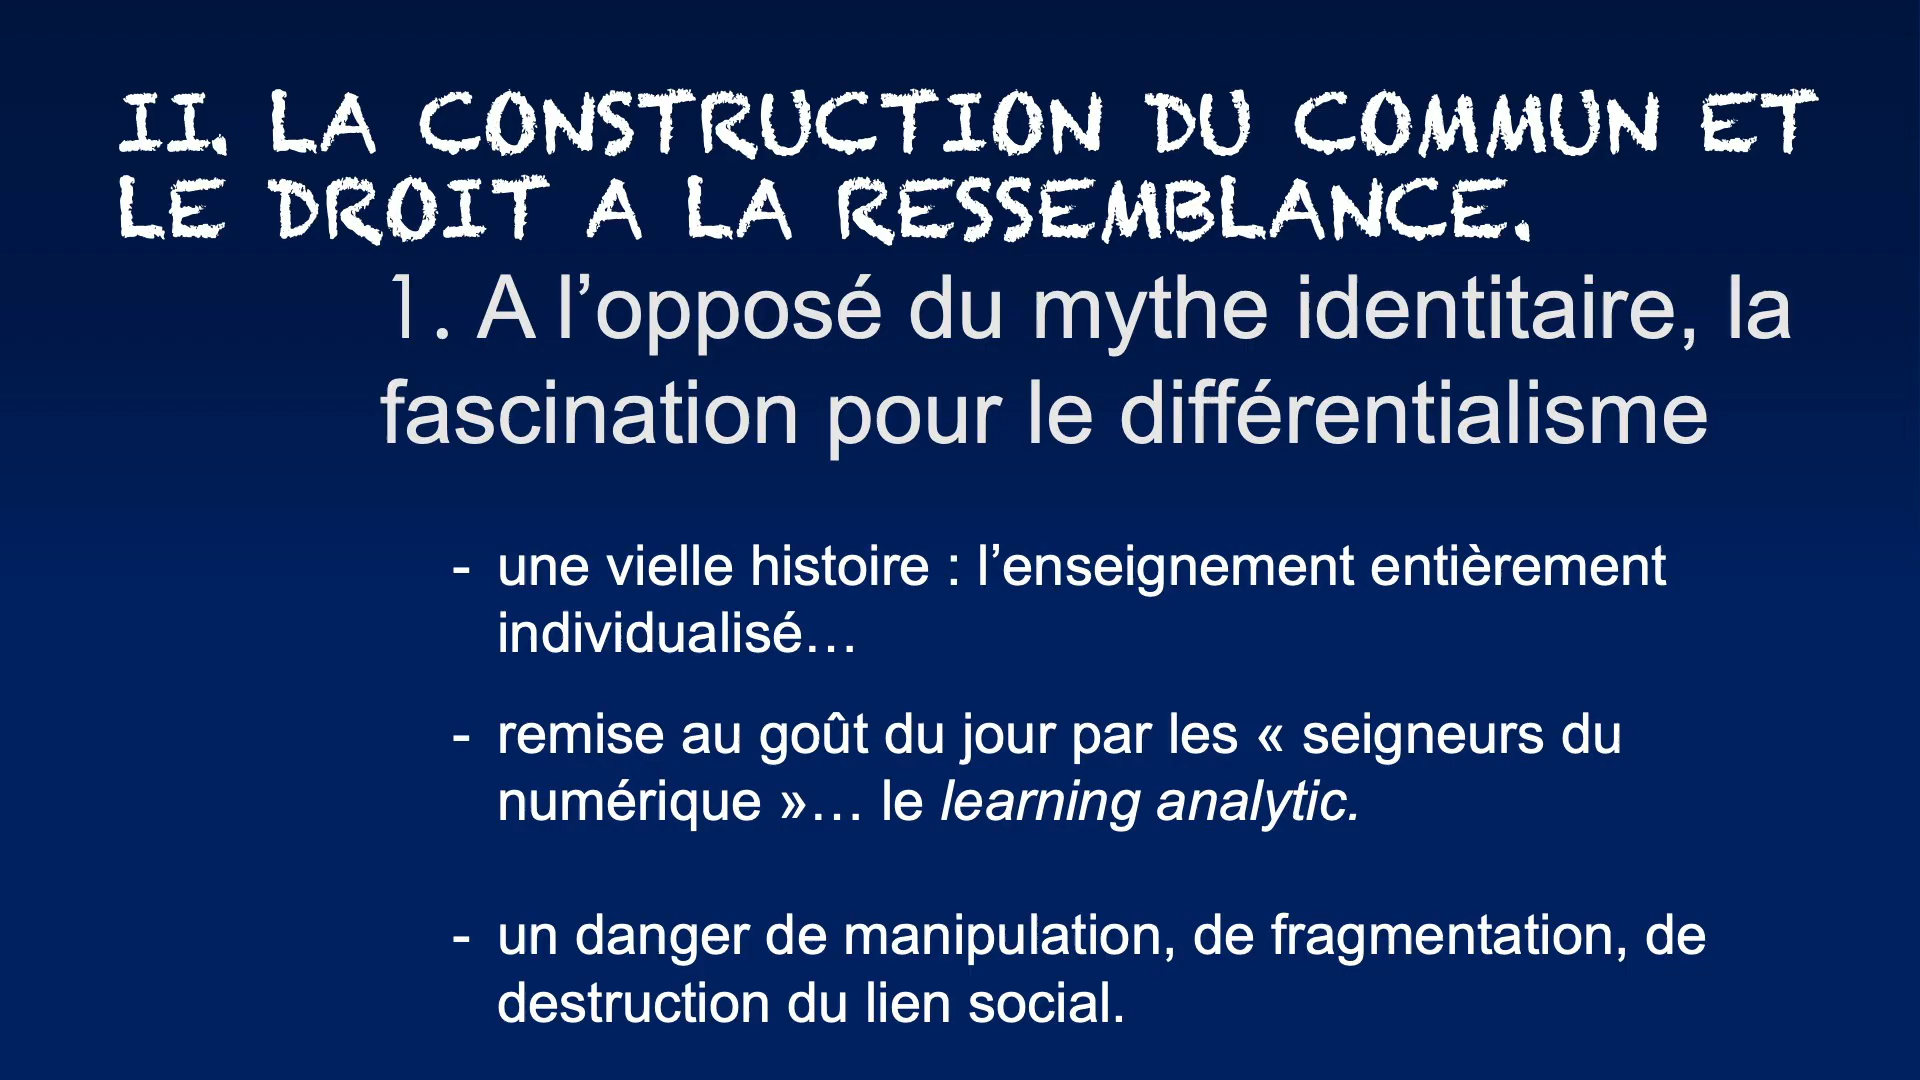 II. LA CONSTRUCTION DU COMMUN ET
LE DROIT A LA RESSEMBLANCE.
1. A l’opposé du mythe identitaire, la
fascination pour le différentialisme
- une vielle histoire : l’enseignement entièrement
individualisé…
- remise au goût du jour par les « seigneurs du
numérique »… le learning analytic.
- un danger de manipulation, de fragmentation, de
destruction du lien social.